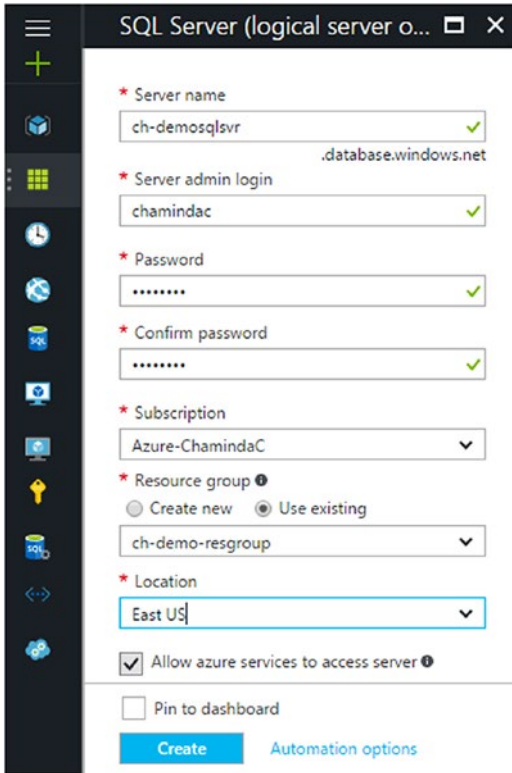 SQL Server (logical server o...
* Server name
ch-demosqlsvr
.database.windows.net
* Server admin login
chamindac
* Password
••••••••
* Confirm password
••••••••
* Subscription
Azure-ChamindaC
* Resource group
Create new Use existing
ch-demo-resgroup
* Location
East US
Allow azure services to access server
Pin to dashboard
Create Automation options
SQL
SQL